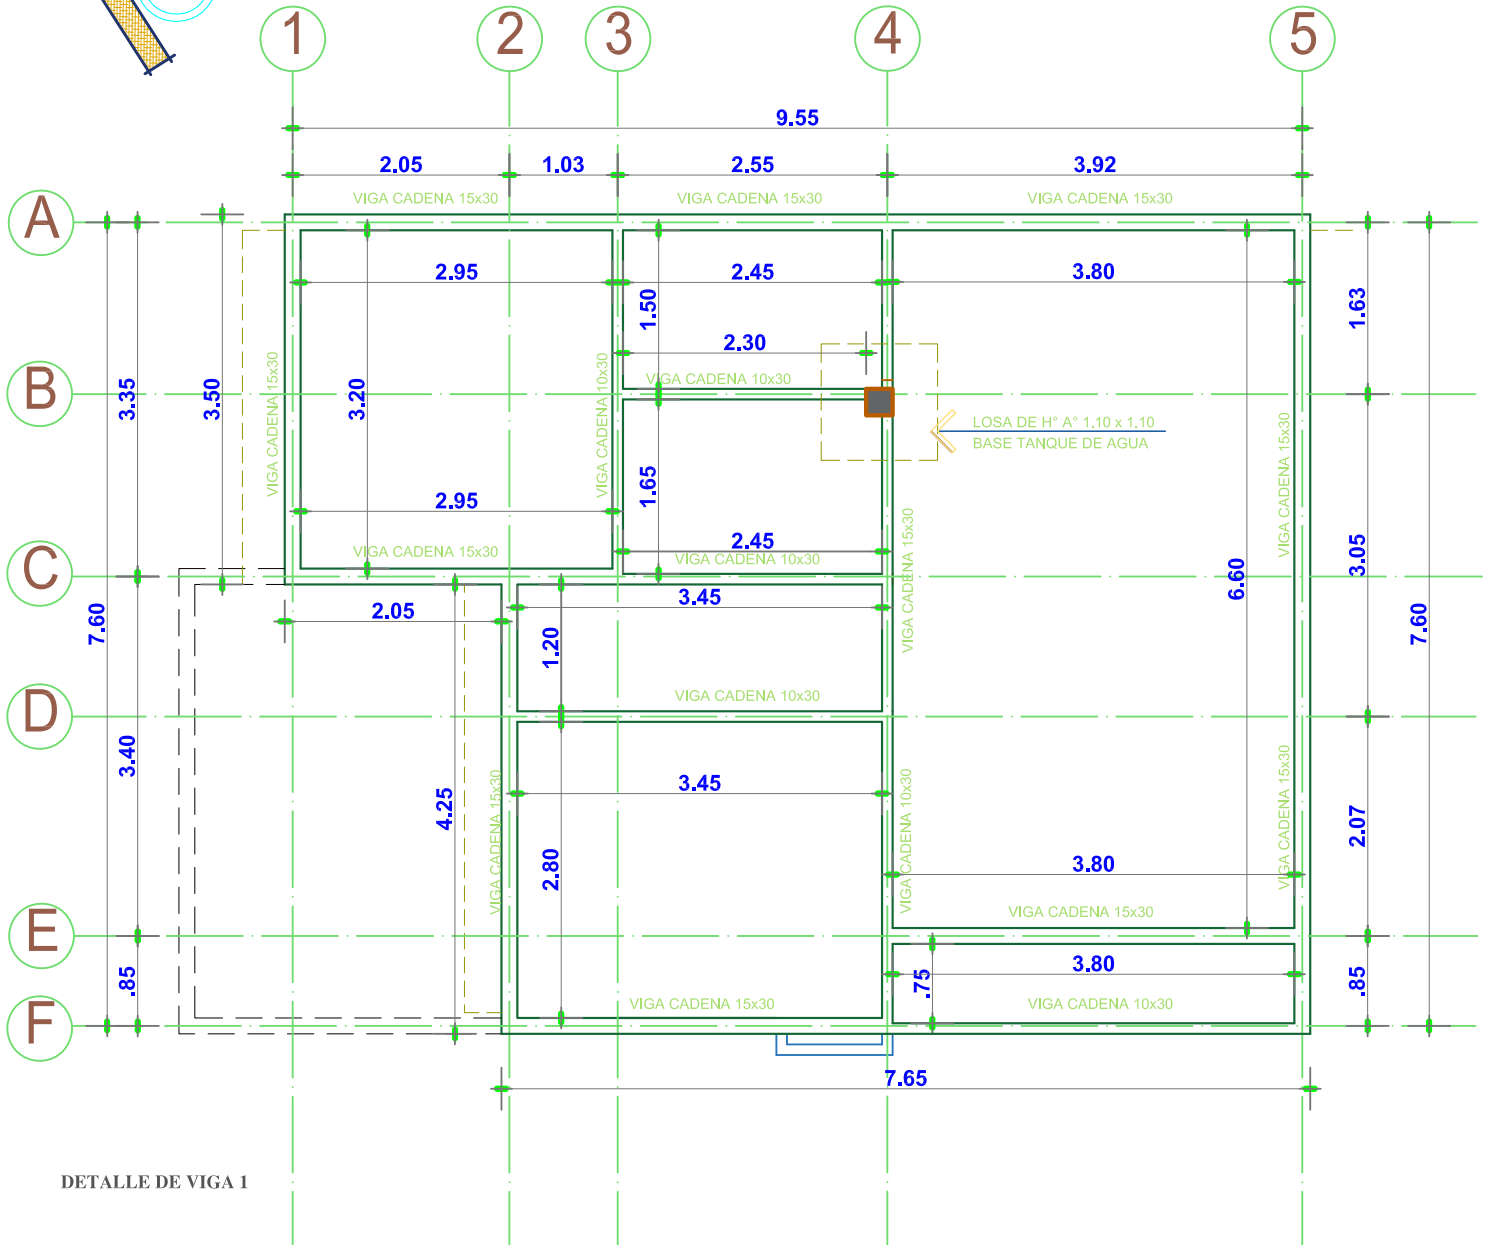 1 2 3 4 5
9.55
2.05 1.03 2.55 3.92
VIGA CADENA 15x30 VIGA CADENA 15x30 VIGA CADENA 15x30
A
2.95 2.45 3.80
1.50
1.63
2.30
VIGA CADENA 15x30
VIGA CADENA 10x30
VIGA CADENA 10x30
B
3.35
3.50
3.20
LOSA DE H° A° 1.10 x 1.10
BASE TANQUE DE AGUA
VIGA CADENA 15x30
1.65
2.95
2.45
VIGA CADENA 15x30
VIGA CADENA 10x30
VIGA CADENA 15x30
3.05
C
6.60
2.05
3.45
7.60
7.60
1.20
VIGA CADENA 10x30
D
3.40
3.45
4.25
VIGA CADENA 15x30
VIGA CADENA 10x30
VIGA CADENA 15x30
2.07
2.80
3.80
VIGA CADENA 15x30
E
.85
.75
3.80
.85
VIGA CADENA 15x30
VIGA CADENA 10x30
F
7.65
DETALLE DE VIGA 1